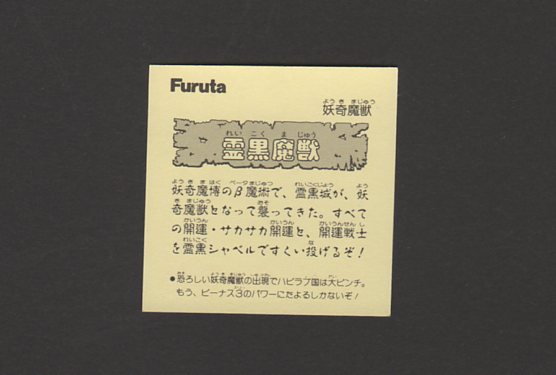 Furuta
妖奇魔獣
霊黒魔獣
妖奇魔博のβ魔術で、霊黒城が、妖
奇魔獣となって襲ってきた。すべて
の開運・サカサカ開運と、開運戦士
を霊黒シャベルですくい投げるぞ!
●恐ろしい妖奇魔獣の出現でハピラブ国は大ピンチ。
もう、ビーナス3のパワーにたよるしかないぞ!